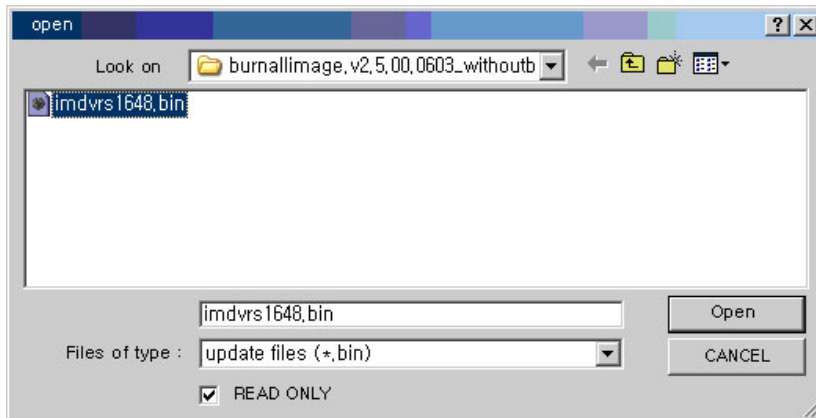 open
Look on burnallimage,v2,5,00,0603_withoutb
imdvrs1648,bin
imdvrs1648,bin Open
Files of type : update files (*,bin) CANCEL
READ ONLY